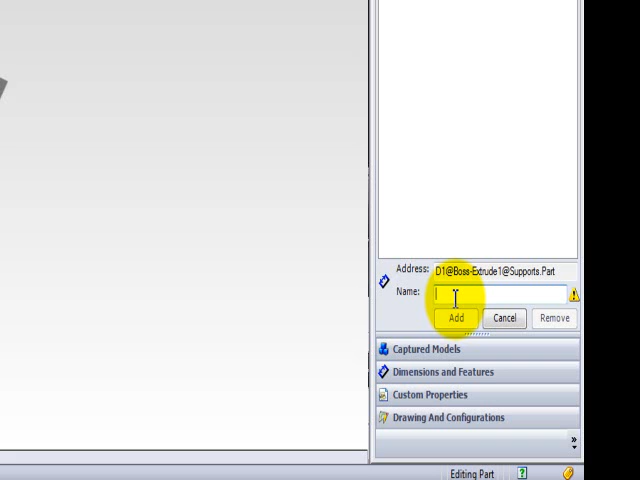 Address: D1@Boss-Extrude1@Supports.Part
Name:
Add Cancel Remove
Captured Models
Dimensions and Features
Custom Properties
Drawing And Configurations
Editing Part